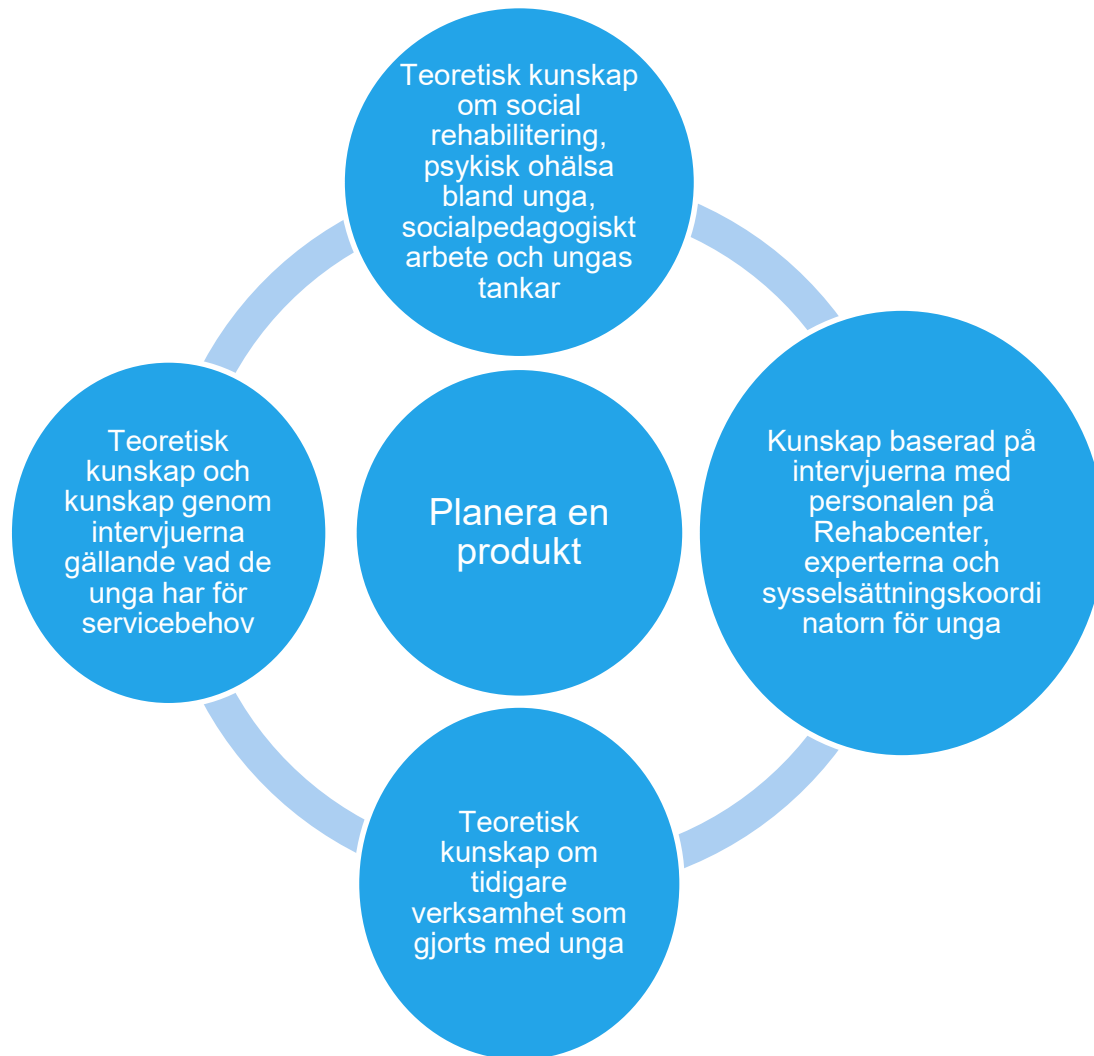 Teoretisk kunskap
om social
rehabilitering,
psykisk ohälsa
bland unga,
socialpedagogiskt
arbete och ungas
tankar
Teoretisk
kunskap och
kunskap genom
intervjuerna
gällande vad de
unga har för
servicebehov
Planera en
produkt
Kunskap baserad på
intervjuerna med
personalen på
Rehabcenter,
experterna och
sysselsättningskoordi
natorn för unga
Teoretisk
kunskap om
tidigare
verksamhet som
gjorts med unga